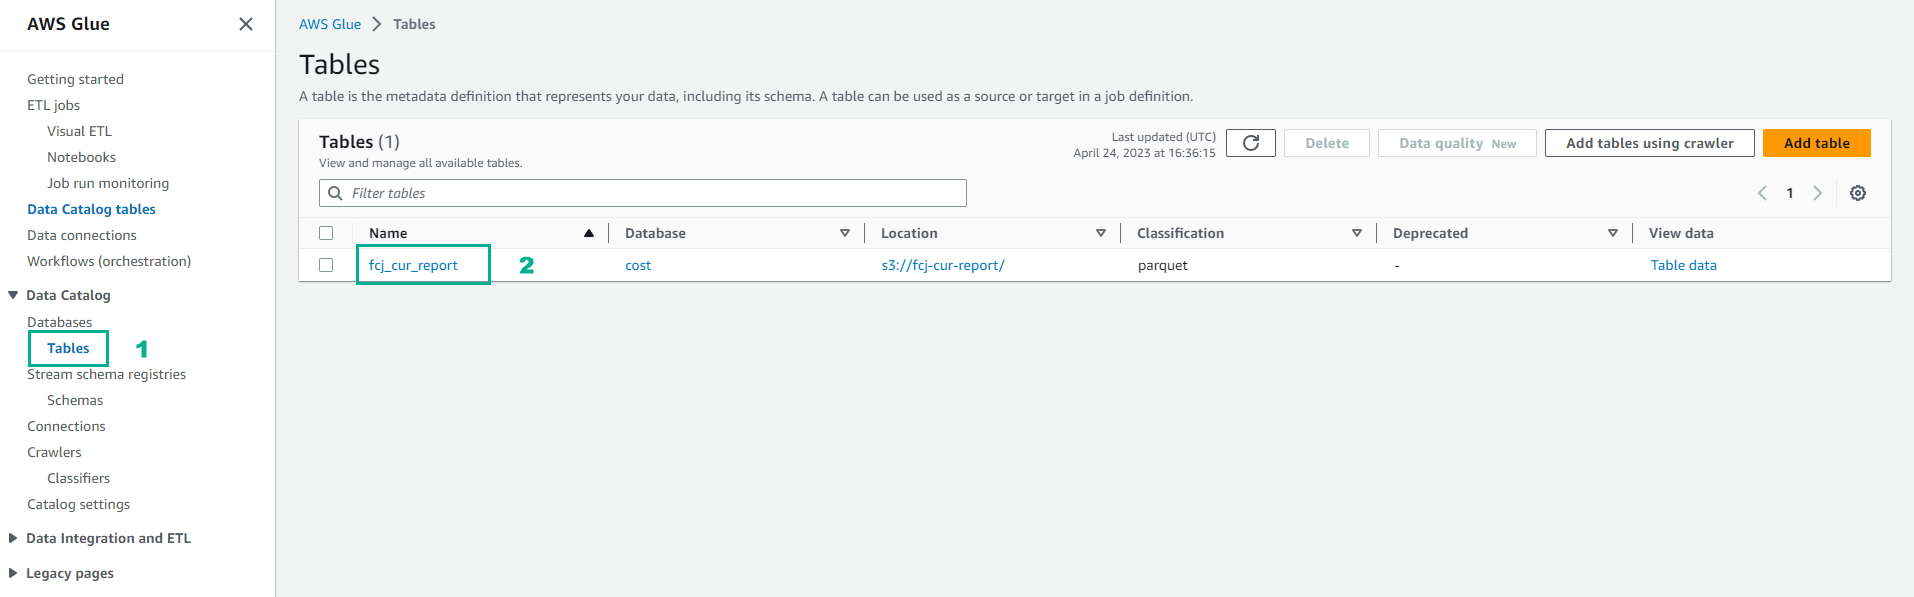 AWS Glue
Getting started
ETL jobs
Visual ETL
Notebooks
Job run monitoring
Data Catalog tables
Data connections
Workflows (orchestration)
Data Catalog
Databases
Tables 1
Stream schema registries
Schemas
Connections
Crawlers
Classifiers
Catalog settings
Data Integration and ETL
Legacy pages
AWS Glue > Tables
Tables
A table is the metadata definition that represents your data, including its schema. A table can be used as a source or target in a job definition.
Tables (1)
View and manage all available tables.
Last updated (UTC)
April 24, 2023 at 16:36:15
Delete
Data quality New
Add tables using crawler
Add table
Filter tables
1
Name Database Location Classification Deprecated View data
fcj_cur_report 2 cost s3://fcj-cur-report/ parquet - Table data